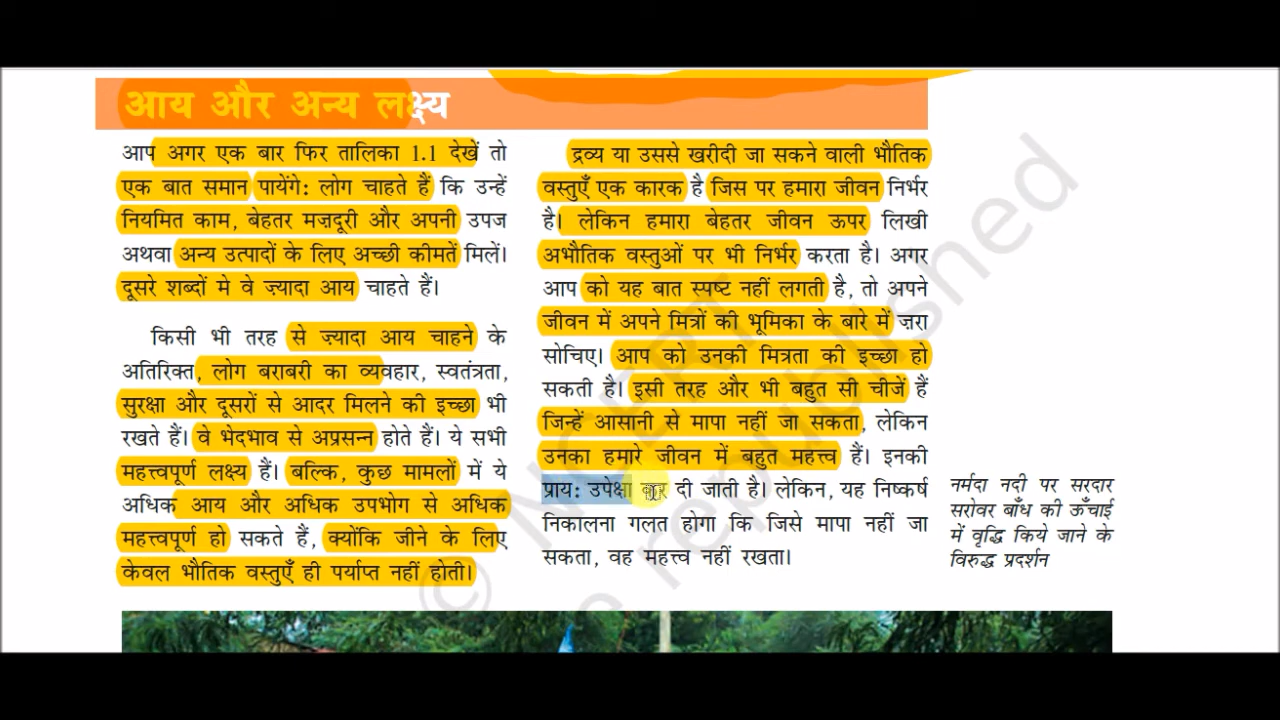 आय और अन्य लक्ष्य
आप अगर एक बार फिर तालिका 1.1 देखें तो
एक बात समान पायेंगे: लोग चाहते हैं कि उन्हें
नियमित काम, बेहतर मज़दूरी और अपनी उपज
अथवा अन्य उत्पादों के लिए अच्छी कीमतें मिलें।
दूसरे शब्दों मे वे ज़्यादा आय चाहते हैं।
किसी भी तरह से ज़्यादा आय चाहने के
अतिरिक्त, लोग बराबरी का व्यवहार, स्वतंत्रता,
सुरक्षा और दूसरों से आदर मिलने की इच्छा भी
रखते हैं। वे भेदभाव से अप्रसन्न होते हैं। ये सभी
महत्त्वपूर्ण लक्ष्य हैं। बल्कि, कुछ मामलों में ये
अधिक आय और अधिक उपभोग से अधिक
महत्त्वपूर्ण हो सकते हैं, क्योंकि जीने के लिए
केवल भौतिक वस्तुएँ ही पर्याप्त नहीं होती।
द्रव्य या उससे खरीदी जा सकने वाली भौतिक
वस्तुएँ एक कारक है जिस पर हमारा जीवन निर्भर
है। लेकिन हमारा बेहतर जीवन ऊपर लिखी
अभौतिक वस्तुओं पर भी निर्भर करता है। अगर
आप को यह बात स्पष्ट नहीं लगती है, तो अपने
जीवन में अपने मित्रों की भूमिका के बारे में ज़रा
सोचिए। आप को उनकी मित्रता की इच्छा हो
सकती है। इसी तरह और भी बहुत सी चीजें हैं
जिन्हें आसानी से मापा नहीं जा सकता, लेकिन
उनका हमारे जीवन में बहुत महत्त्व हैं। इनकी
प्राय: उपेक्षा कर दी जाती है। लेकिन, यह निष्कर्ष
निकालना गलत होगा कि जिसे मापा नहीं जा
सकता, वह महत्त्व नहीं रखता।
नर्मदा नदी पर सरदार
सरोवर बाँध की ऊँचाई
में वृद्धि किये जाने के
विरुद्ध प्रदर्शन
© NCERT
be republished